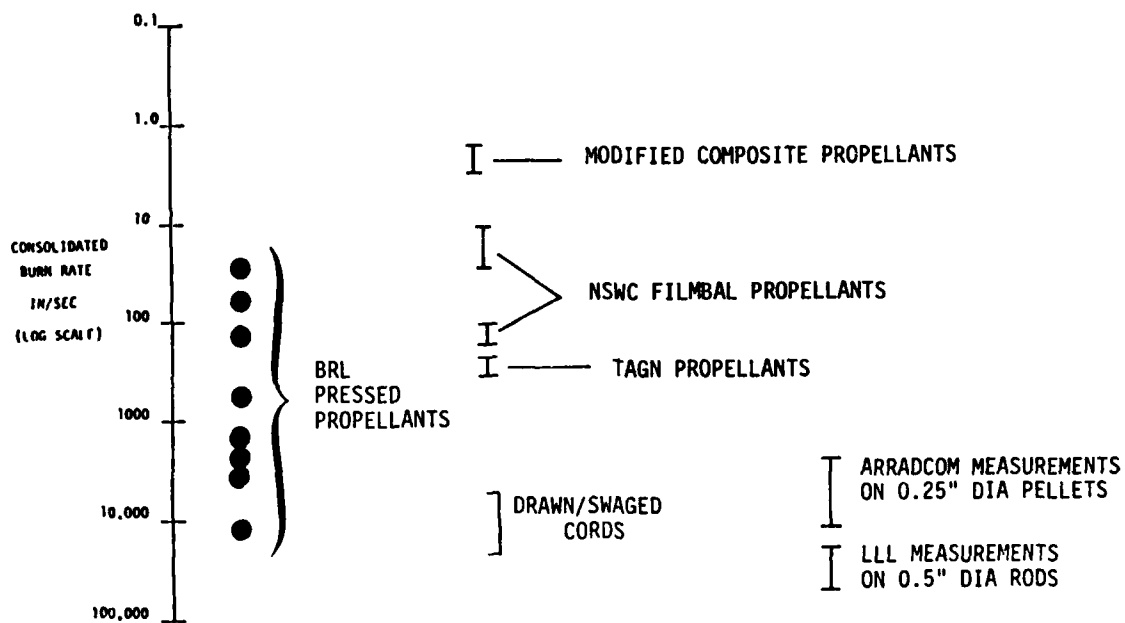 0.1
1.0
10
CONSOLIDATED
BURN RATE
IN/SEC
(LOG SCALE)
100
1000
10,000
100,000
BRL
PRESSED
PROPELLANTS
MODIFIED COMPOSITE PROPELLANTS
NSWC FILMBAL PROPELLANTS
TAGN PROPELLANTS
DRAWN/SWAGED
CORDS
ARRADCOM MEASUREMENTS
ON 0.25" DIA PELLETS
LLL MEASUREMENTS
ON 0.5" DIA RODS